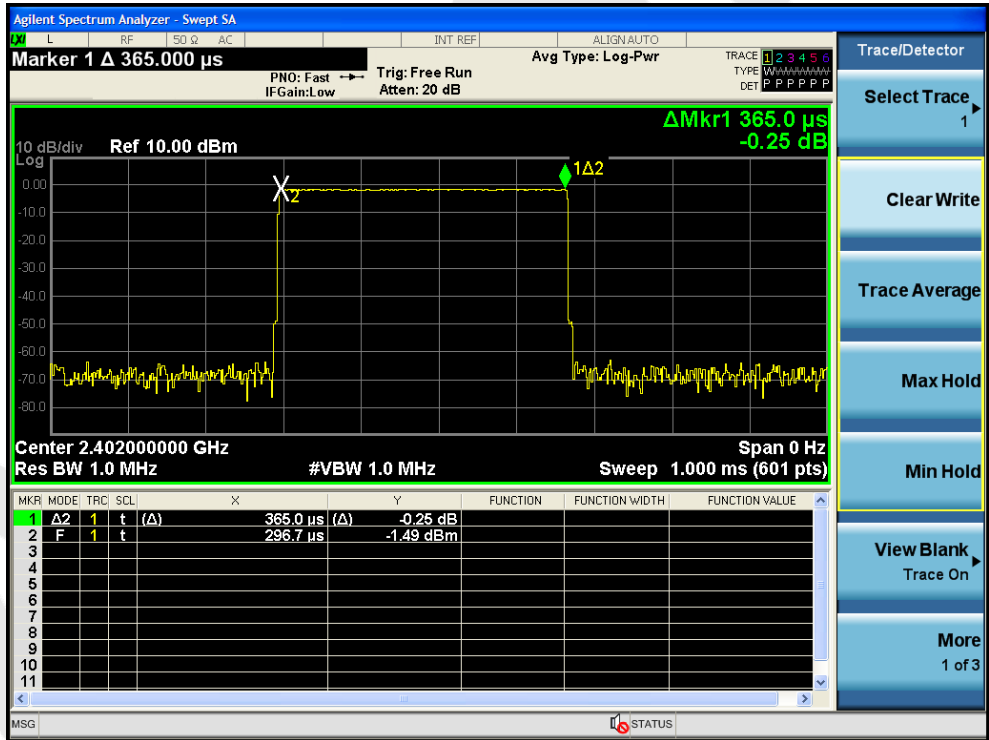 Agilent Spectrum Analyzer - Swept SA
LXI L RF 50 Ω AC INT REF ALIGN AUTO
Marker 1 Δ 365.000 µs
PNO: Fast
IFGain:Low
Trig: Free Run
Atten: 20 dB
Avg Type: Log-Pwr
TRACE 1 2 3 4 5 6
TYPE WWWWWW
DET P P P P P P
ΔMkr1 365.0 µs
-0.25 dB
10 dB/div Ref 10.00 dBm
Log
0.00
-10.0
-20.0
-30.0
-40.0
-50.0
-60.0
-70.0
-80.0
1Δ2
X2
Center 2.402000000 GHz Span 0 Hz
Res BW 1.0 MHz #VBW 1.0 MHz Sweep 1.000 ms (601 pts)
MKR MODE TRC SCL X Y FUNCTION FUNCTION WIDTH FUNCTION VALUE
1 Δ2 1 t (Δ) 365.0 µs (Δ) -0.25 dB
2 F 1 t 296.7 µs -1.49 dBm
3
4
5
6
7
8
9
10
11
MSG STATUS
Trace/Detector
Select Trace
1
Clear Write
Trace Average
Max Hold
Min Hold
View Blank
Trace On
More
1 of 3